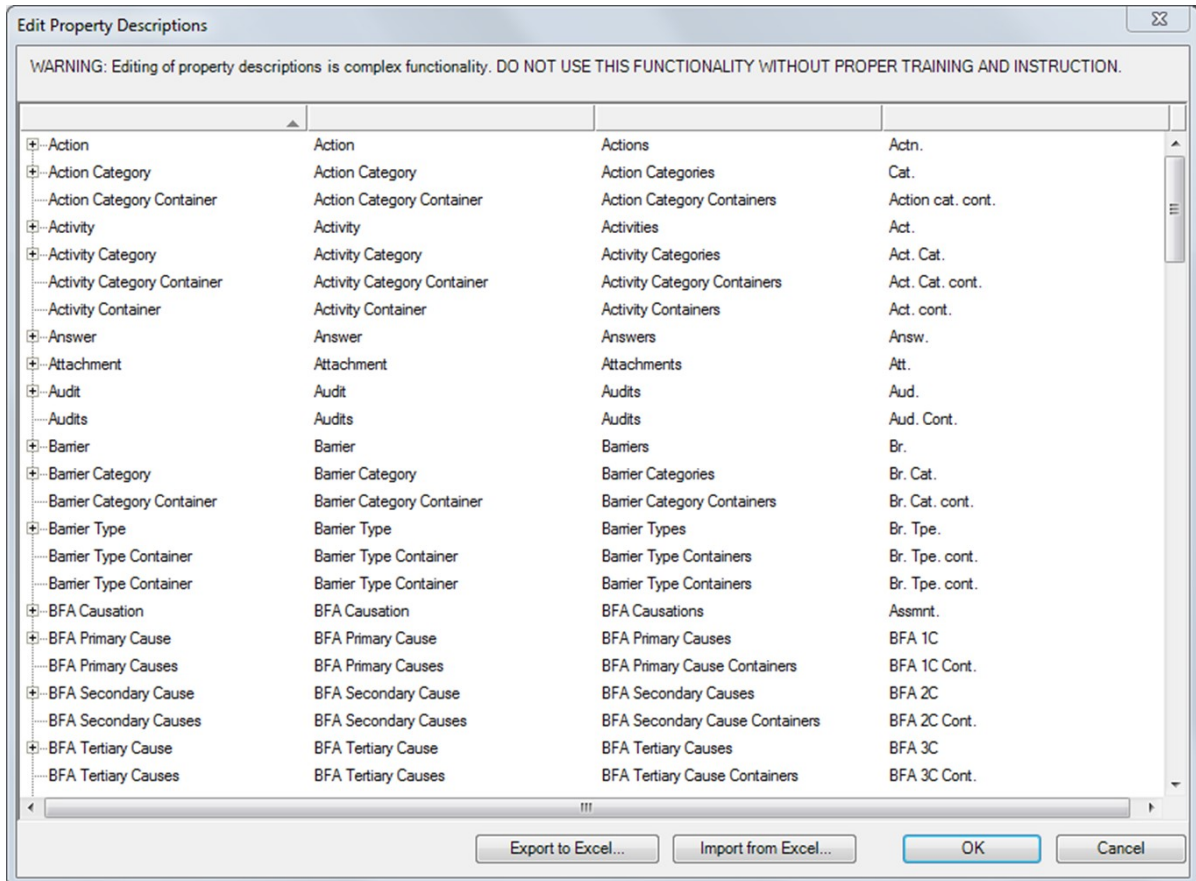 Edit Property Descriptions
WARNING: Editing of property descriptions is complex functionality. DO NOT USE THIS FUNCTIONALITY WITHOUT PROPER TRAINING AND INSTRUCTION.
Action Action Actions Actn.
Action Category Action Category Action Categories Cat.
Action Category Container Action Category Container Action Category Containers Action cat. cont.
Activity Activity Activities Act.
Activity Category Activity Category Activity Categories Act. Cat.
Activity Category Container Activity Category Container Activity Category Containers Act. Cat. cont.
Activity Container Activity Container Activity Containers Act. cont.
Answer Answer Answers Answ.
Attachment Attachment Attachments Att.
Audit Audit Audits Aud.
Audits Audits Audits Aud. Cont.
Barrier Barrier Barriers Br.
Barrier Category Barrier Category Barrier Categories Br. Cat.
Barrier Category Container Barrier Category Container Barrier Category Containers Br. Cat. cont.
Barrier Type Barrier Type Barrier Types Br. Tpe.
Barrier Type Container Barrier Type Container Barrier Type Containers Br. Tpe. cont.
Barrier Type Container Barrier Type Container Barrier Type Containers Br. Tpe. cont.
BFA Causation BFA Causation BFA Causations Assmnt.
BFA Primary Cause BFA Primary Cause BFA Primary Causes BFA 1C
BFA Primary Causes BFA Primary Causes BFA Primary Cause Containers BFA 1C Cont.
BFA Secondary Cause BFA Secondary Cause BFA Secondary Causes BFA 2C
BFA Secondary Causes BFA Secondary Causes BFA Secondary Cause Containers BFA 2C Cont.
BFA Tertiary Cause BFA Tertiary Cause BFA Tertiary Causes BFA 3C
BFA Tertiary Causes BFA Tertiary Causes BFA Tertiary Cause Containers BFA 3C Cont.
Export to Excel... Import from Excel... OK Cancel